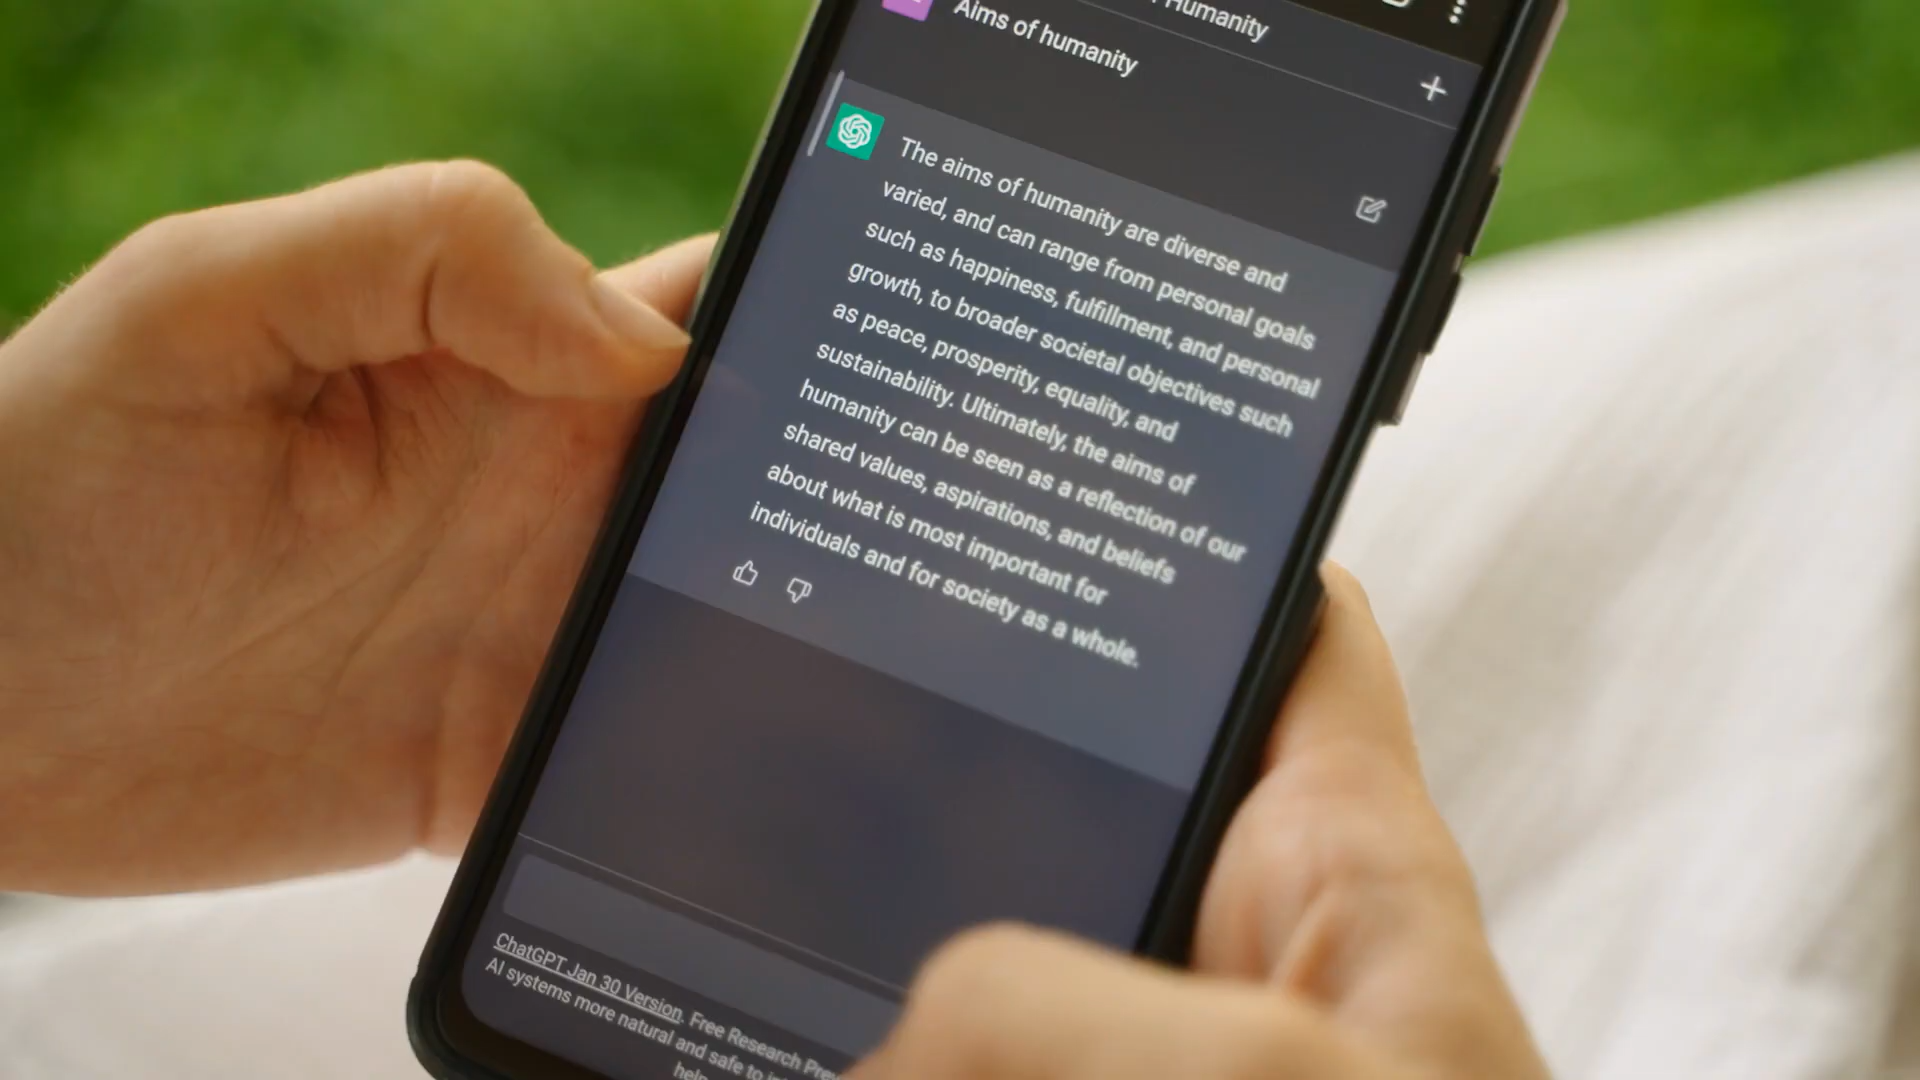 Humanity
Aims of humanity
The aims of humanity are diverse and
varied, and can range from personal goals
such as happiness, fulfillment, and personal
growth, to broader societal objectives such
as peace, prosperity, equality, and
sustainability. Ultimately, the aims of
humanity can be seen as a reflection of our
shared values, aspirations, and beliefs
about what is most important for
individuals and for society as a whole.
ChatGPT Jan 30 Version. Free Research
AI systems more natural and safe to